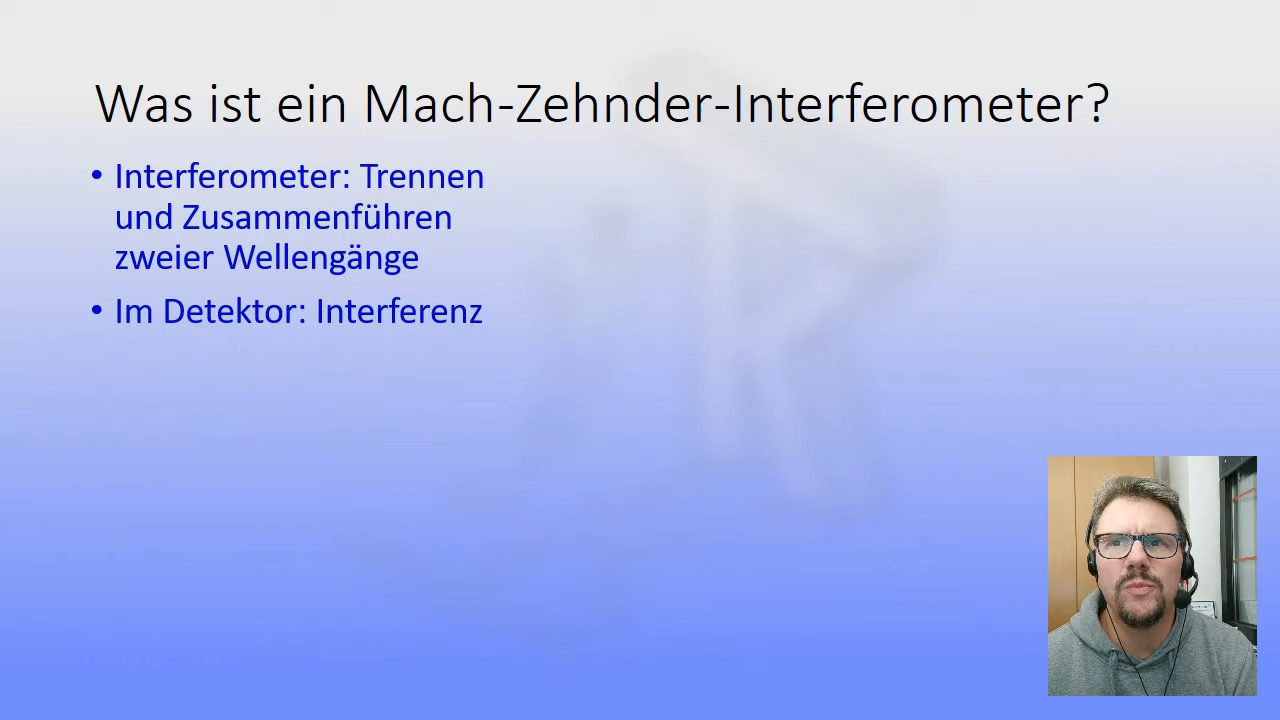 Was ist ein Mach-Zehnder-Interferometer?
• Interferometer: Trennen
und Zusammenführen
zweier Wellengänge
• Im Detektor: Interferenz